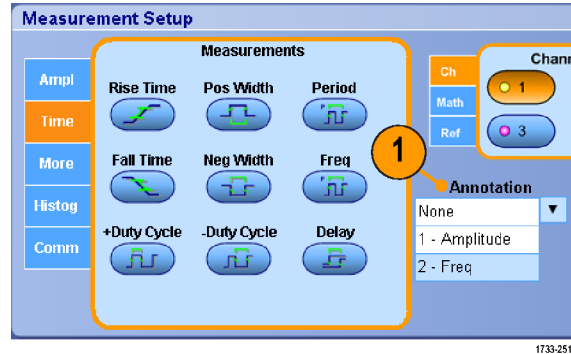 Measurement Setup
Measurements
Ampl
Time
More
Histog
Comm
Rise Time Pos Width Period
Fall Time Neg Width Freq
+Duty Cycle -Duty Cycle Delay
Ch
Math
Ref
Chann
1
3
1
Annotation
None
1 - Amplitude
2 - Freq
1733-251